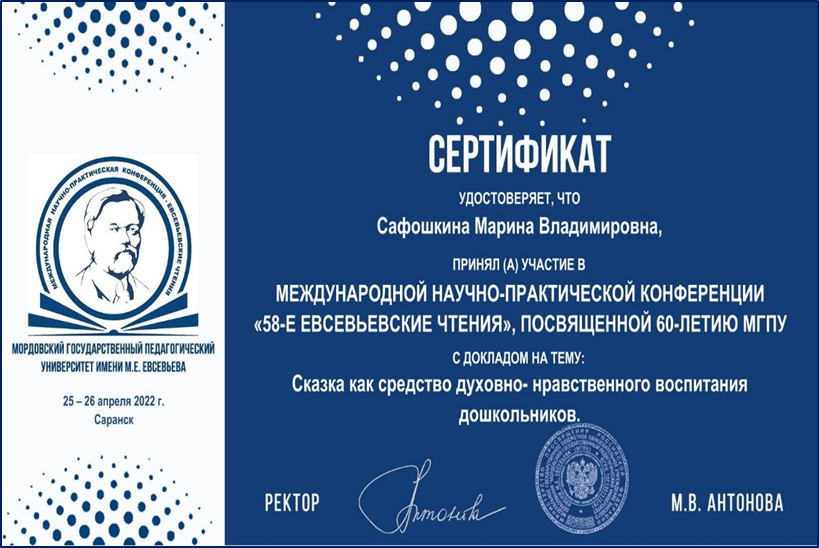 МЕЖДУНАРОДНАЯ НАУЧНО-ПРАКТИЧЕСКАЯ КОНФЕРЕНЦИЯ - ЕВСЕВЬЕВСКИЕ ЧТЕНИЯ
МОРДОВСКИЙ ГОСУДАРСТВЕННЫЙ ПЕДАГОГИЧЕСКИЙ
УНИВЕРСИТЕТ ИМЕНИ М.Е. ЕВСЕВЬЕВА
25 – 26 апреля 2022 г.
Саранск
СЕРТИФИКАТ
УДОСТОВЕРЯЕТ, ЧТО
Сафошкина Марина Владимировна,
ПРИНЯЛ (А) УЧАСТИЕ В
МЕЖДУНАРОДНОЙ НАУЧНО-ПРАКТИЧЕСКОЙ КОНФЕРЕНЦИИ
«58-Е ЕВСЕВЬЕВСКИЕ ЧТЕНИЯ», ПОСВЯЩЕННОЙ 60-ЛЕТИЮ МГПУ
С ДОКЛАДОМ НА ТЕМУ:
Сказка как средство духовно- нравственного воспитания
дошкольников.
РЕКТОР
Антонова
М.В. АНТОНОВА